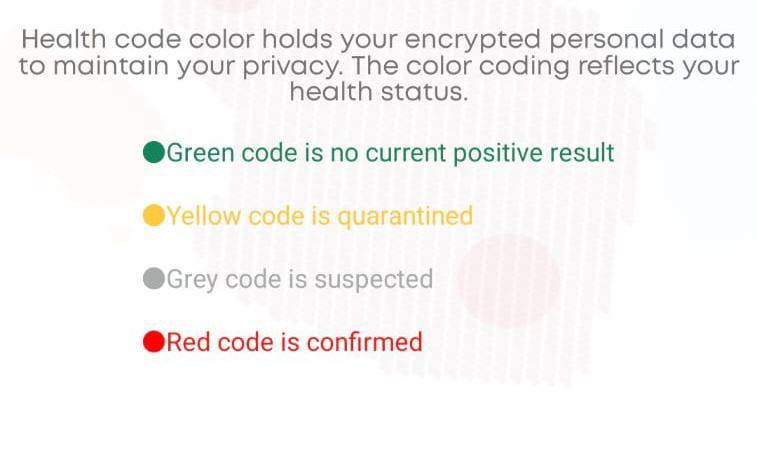 Health code color holds your encrypted personal data
to maintain your privacy. The color coding reflects your
health status.
Green code is no current positive result
Yellow code is quarantined
Grey code is suspected
Red code is confirmed